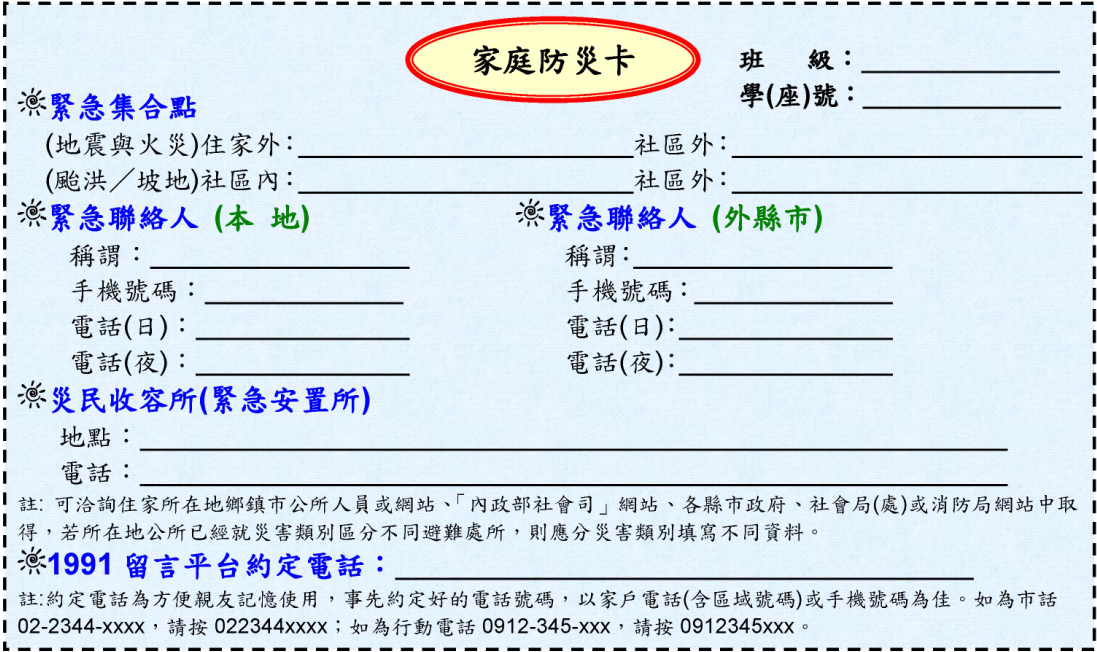 家庭防災卡
班　級：
學(座)號：
緊急集合點
(地震與火災)住家外：社區外：
(颱洪／坡地)社區內：社區外：
緊急聯絡人 (本 地)
緊急聯絡人 (外縣市)
稱謂：
稱謂：
手機號碼：
手機號碼：
電話(日)：
電話(日)：
電話(夜)：
電話(夜)：
災民收容所(緊急安置所)
地點：
電話：
註: 可洽詢住家所在地鄉鎮市公所人員或網站、「內政部社會司」網站、各縣市政府、社會局(處)或消防局網站中取
得，若所在地公所已經就災害類別區分不同避難處所，則應分災害類別填寫不同資料。
1991 留言平台約定電話：
註:約定電話為方便親友記憶使用，事先約定好的電話號碼，以家戶電話(含區域號碼)或手機號碼為佳。如為市話
02-2344-xxxx，請按 022344xxxx；如為行動電話 0912-345-xxx，請按 0912345xxx。